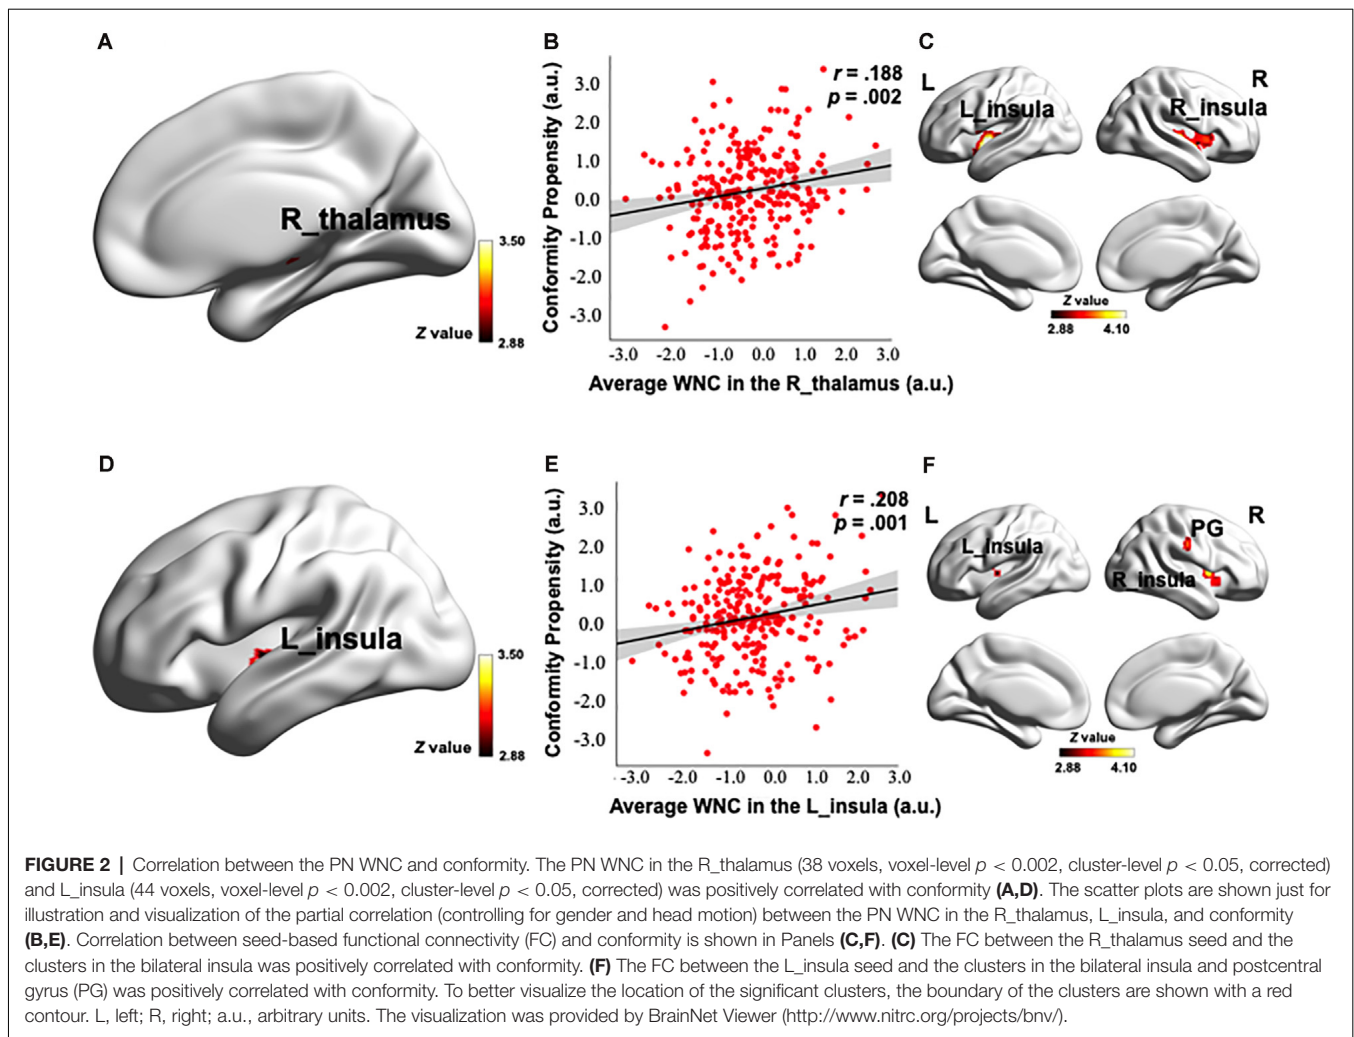 A
R_thalamus
3.50
Z value
2.88
B
Conformity Propensity (a.u.)
3.0
2.0
1.0
0.0
-1.0
-2.0
-3.0
r = .188
p = .002
-3.0 -2.0 -1.0 0.0 1.0 2.0 3.0
Average WNC in the R_thalamus (a.u.)
C
L R
L_insula R_insula
Z value
2.88 4.10
D
L_insula
3.50
Z value
2.88
E
Conformity Propensity (a.u.)
3.0
2.0
1.0
0.0
-1.0
-2.0
-3.0
r = .208
p = .001
-3.0 -2.0 -1.0 0.0 1.0 2.0 3.0
Average WNC in the L_insula (a.u.)
F
L R
PG
L_insula
R_insula
Z value
2.88 4.10
FIGURE 2 | Correlation between the PN WNC and conformity. The PN WNC in the R_thalamus (38 voxels, voxel-level p < 0.002, cluster-level p < 0.05, corrected)
and L_insula (44 voxels, voxel-level p < 0.002, cluster-level p < 0.05, corrected) was positively correlated with conformity (A,D). The scatter plots are shown just for
illustration and visualization of the partial correlation (controlling for gender and head motion) between the PN WNC in the R_thalamus, L_insula, and conformity
(B,E). Correlation between seed-based functional connectivity (FC) and conformity is shown in Panels (C,F). (C) The FC between the R_thalamus seed and the
clusters in the bilateral insula was positively correlated with conformity. (F) The FC between the L_insula seed and the clusters in the bilateral insula and postcentral
gyrus (PG) was positively correlated with conformity. To better visualize the location of the significant clusters, the boundary of the clusters are shown with a red
contour. L, left; R, right; a.u., arbitrary units. The visualization was provided by BrainNet Viewer (http://www.nitrc.org/projects/bnv/).